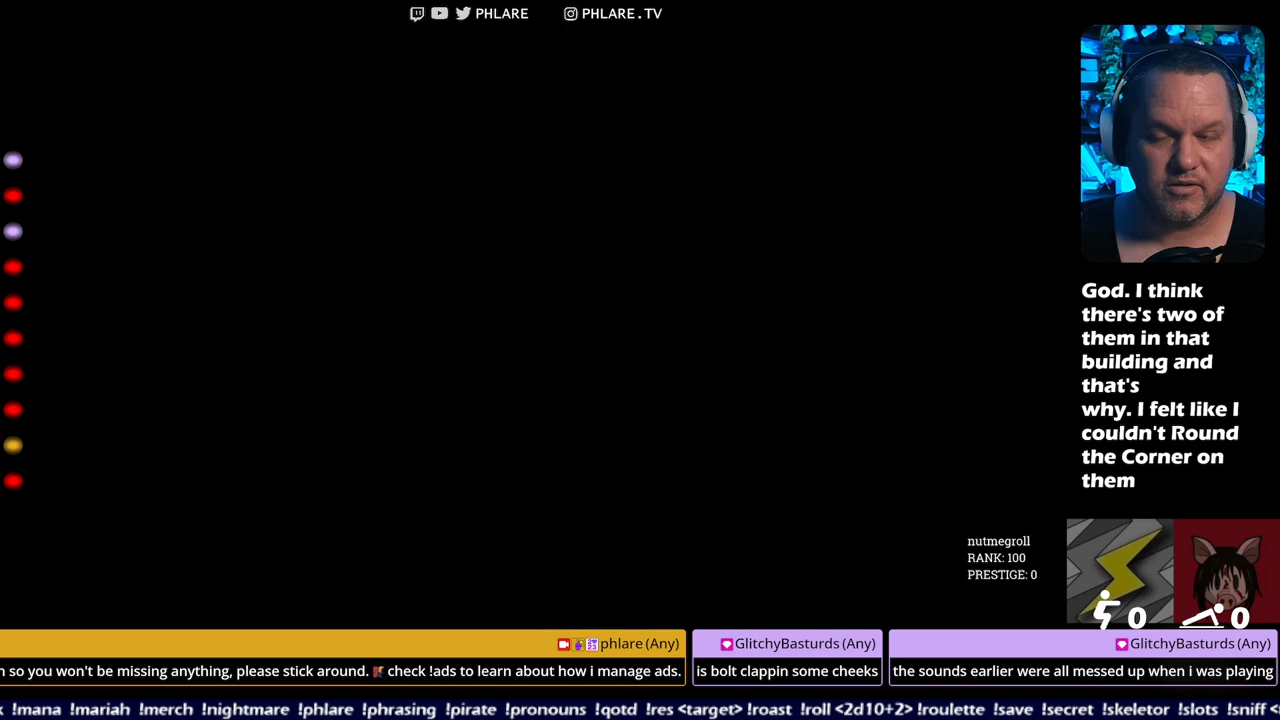 PHLARE PHLARE.TV
God. I think
there's two of
them in that
building and
that's
why. I felt like I
couldn't Round
the Corner on
them
nutmegroll
RANK: 100
PRESTIGE: 0
0 0
phlare (Any) GlitchyBasturds (Any) GlitchyBasturds (Any)
so you won't be missing anything, please stick around. check !ads to learn about how i manage ads. is bolt clappin some cheeks the sounds earlier were all messed up when i was playing
!mana !mariah !merch !nightmare !phlare !phrasing !pirate !pronouns !qotd !res <target> !roast !roll <2d10+2> !roulette !save !secret !skeletor !slots !sniff